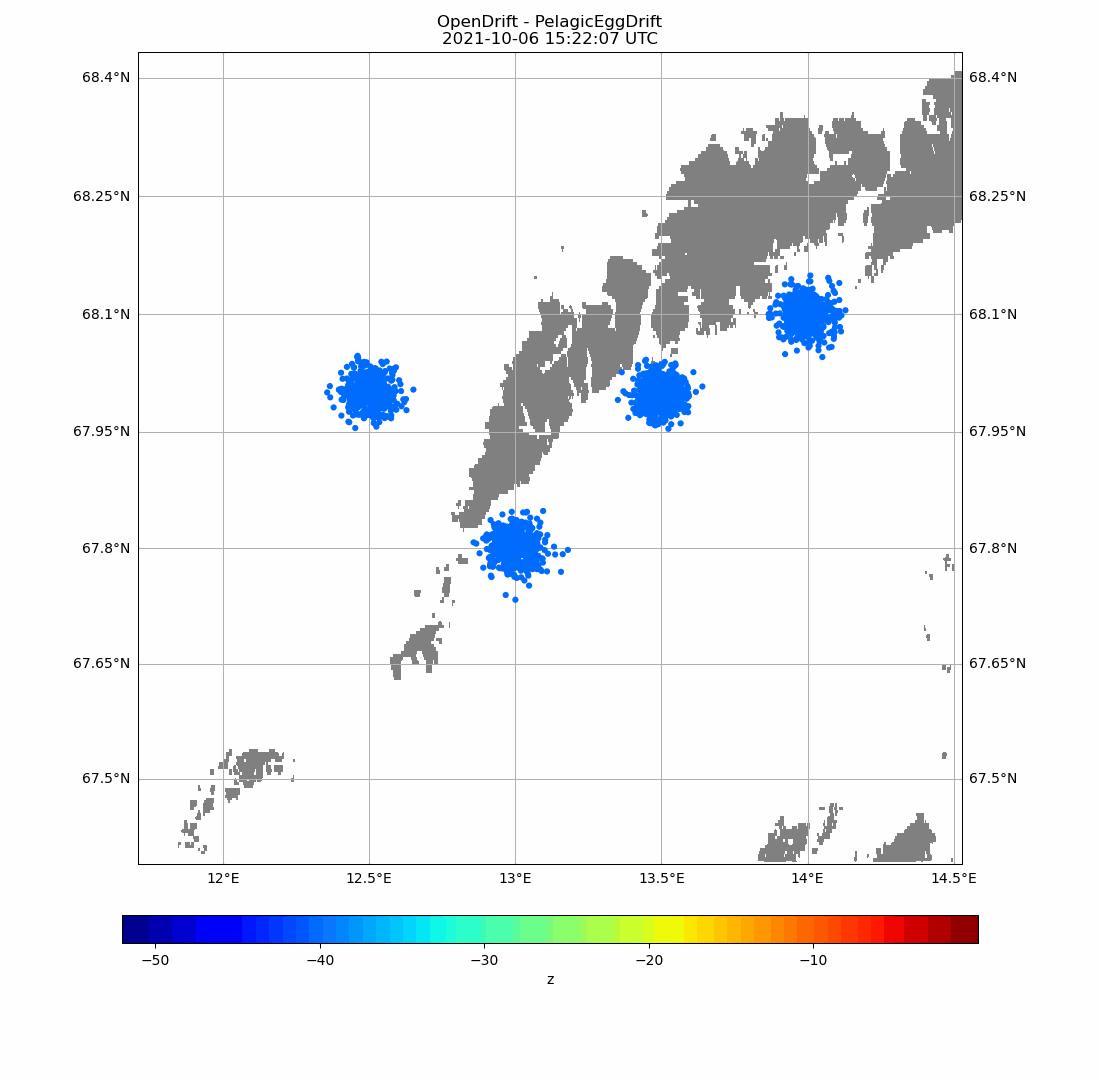 OpenDrift - PelagicEggDrift
2021-10-06 15:22:07 UTC
68.4°N 68.4°N
68.25°N 68.25°N
68.1°N 68.1°N
67.95°N 67.95°N
67.8°N 67.8°N
67.65°N 67.65°N
67.5°N 67.5°N
12°E 12.5°E 13°E 13.5°E 14°E 14.5°E
−50 −40 −30 −20 −10
z